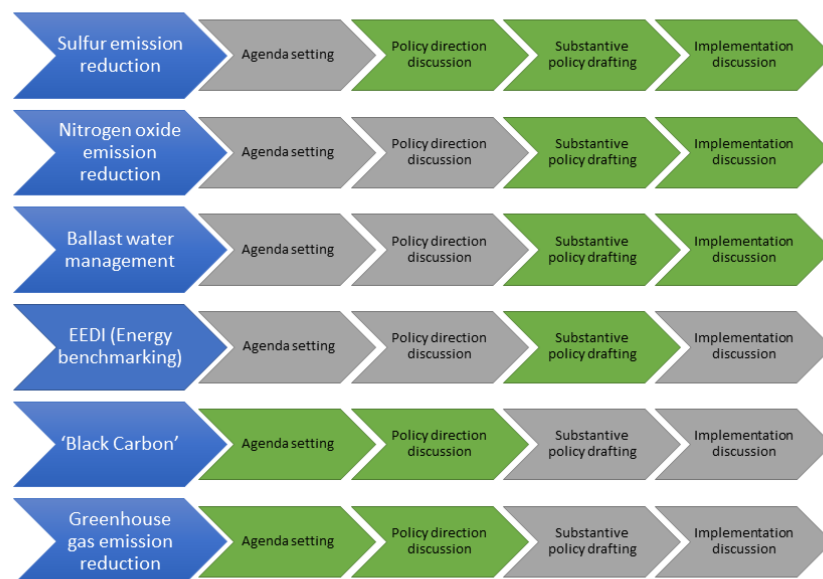 Sulfur emission
reduction
Agenda setting
Policy direction
discussion
Substantive
policy drafting
Implementation
discussion
Nitrogen oxide
emission
reduction
Agenda setting
Policy direction
discussion
Substantive
policy drafting
Implementation
discussion
Ballast water
management
Agenda setting
Policy direction
discussion
Substantive
policy drafting
Implementation
discussion
EEDI (Energy
benchmarking)
Agenda setting
Policy direction
discussion
Substantive
policy drafting
Implementation
discussion
‘Black Carbon’
Agenda setting
Policy direction
discussion
Substantive
policy drafting
Implementation
discussion
Greenhouse
gas emission
reduction
Agenda setting
Policy direction
discussion
Substantive
policy drafting
Implementation
discussion